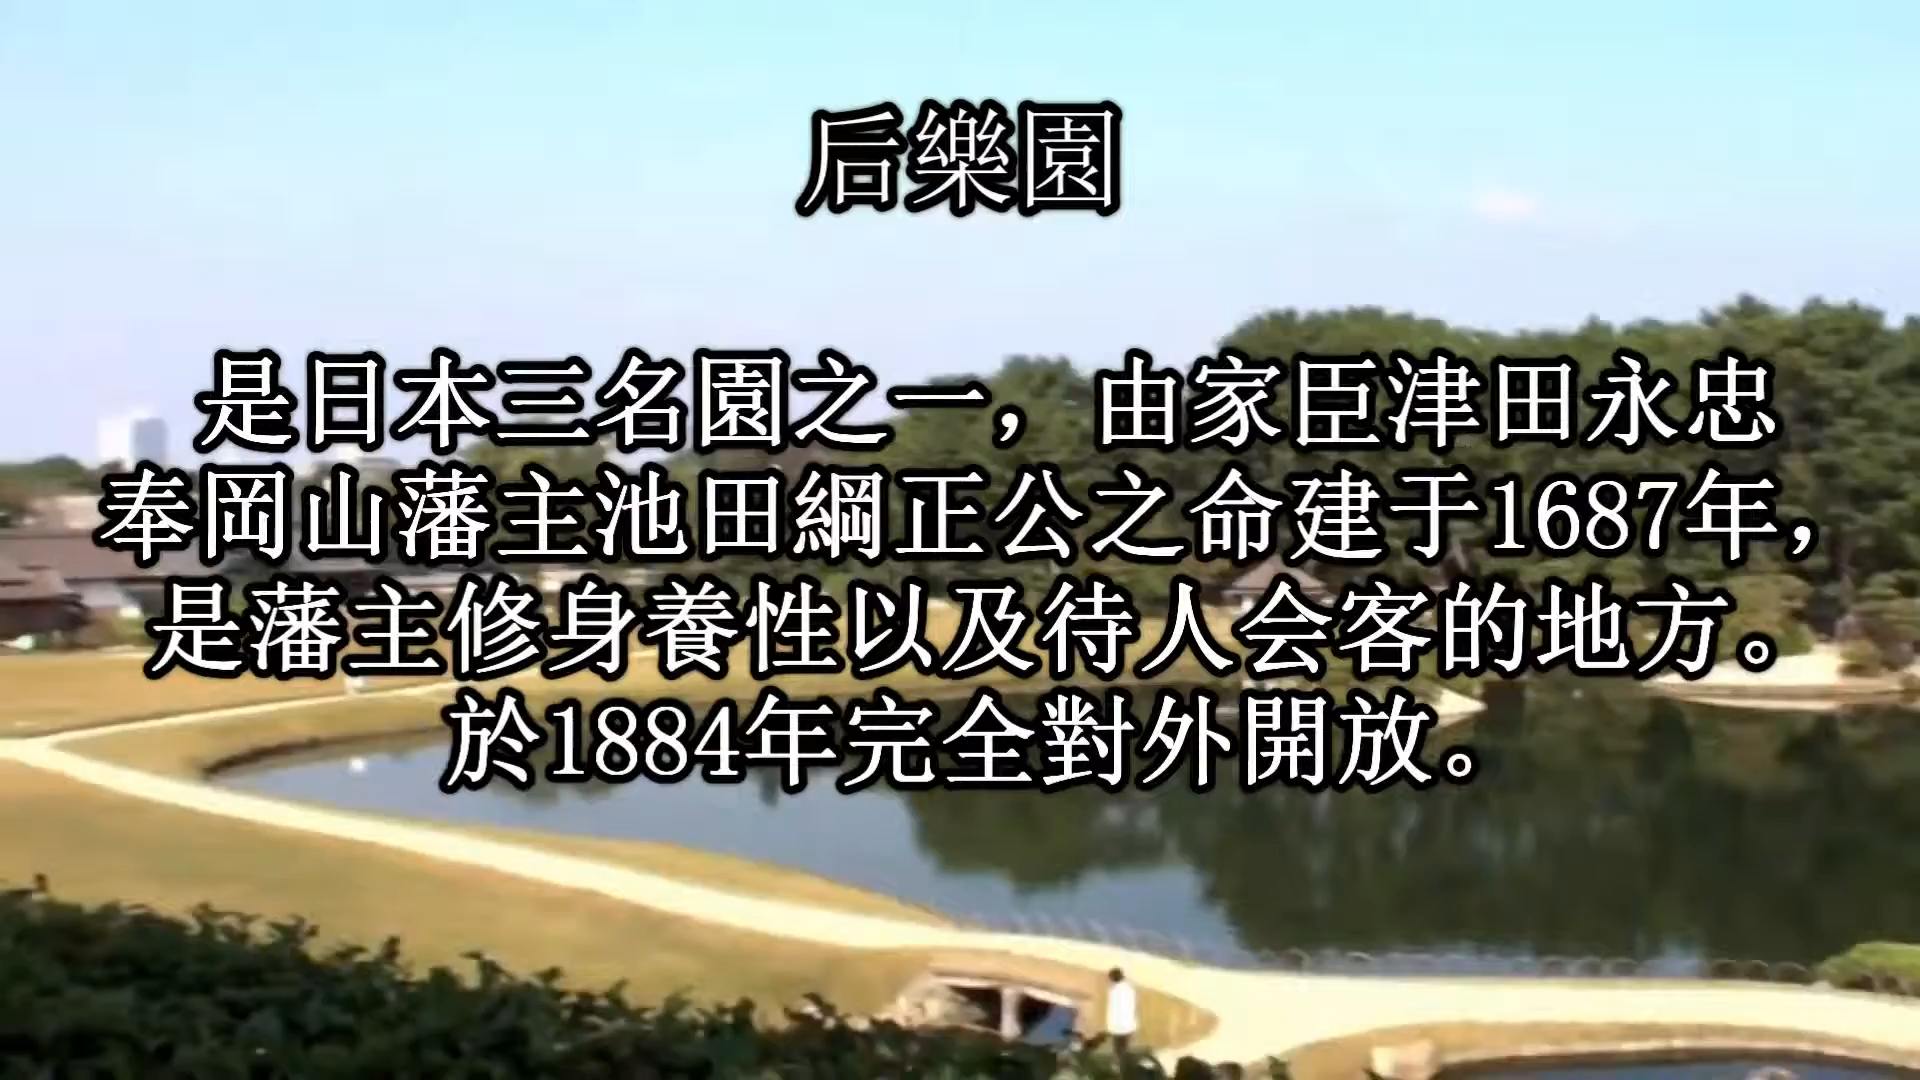 后樂園
是日本三名園之一，由家臣津田永忠
奉岡山藩主池田綱正公之命建于1687年，
是藩主修身養性以及待人会客的地方。
於1884年完全對外開放。